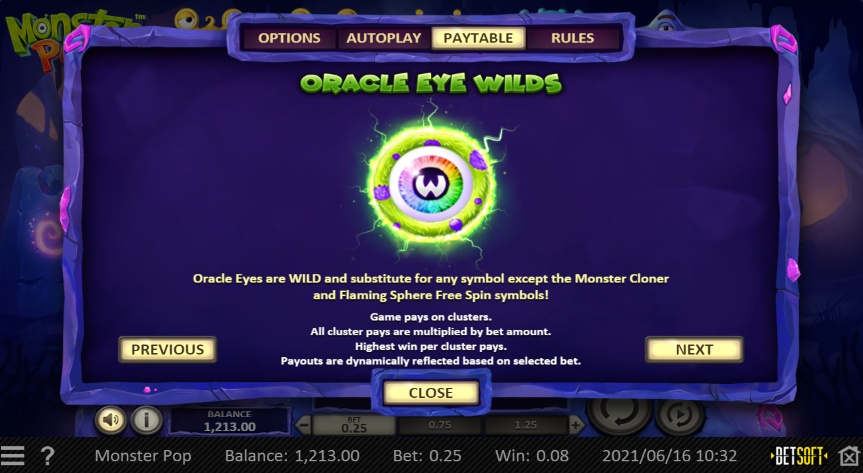 Monster Pop™
OPTIONS AUTOPLAY PAYTABLE RULES
ORACLE EYE WILDS
W
Oracle Eyes are WILD and substitute for any symbol except the Monster Cloner
and Flaming Sphere Free Spin symbols!
Game pays on clusters.
All cluster pays are multiplied by bet amount.
Highest win per cluster pays.
Payouts are dynamically reflected based on selected bet.
PREVIOUS NEXT
CLOSE
BALANCE
1,213.00
BET
0.25 0.75 1.25
Monster Pop Balance: 1,213.00 Bet: 0.25 Win: 0.08 2021/06/16 10:32 BETSOFT